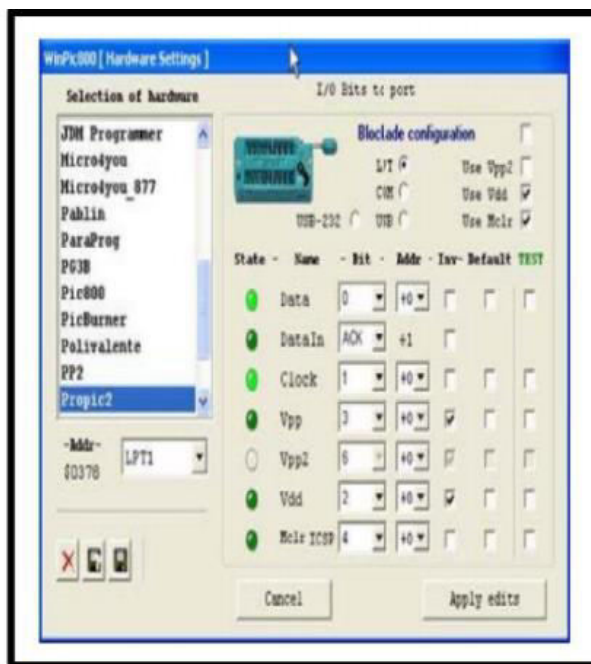 WinPic800 [ Hardware Settings ]
Selection of hardware
I/O Bits to port
JDM Programmer
Micro4you
Micro4you_877
Pablin
ParaProg
PG3B
Pic800
PicBurner
Polivalente
PP2
Propic2
-Addr-
$0378
LPT1
Bloclade configuration
LPT
COM
USB-232
USB
Use Vpp2
Use Vdd
Use Mclr
State - Name - Bit - Addr - Inv- Default TEST
Data 0 +0
DataIn ACK +1
Clock 1 +0
Vpp 3 +0
Vpp2 6 +0
Vdd 2 +0
Mclr ICSP 4 +0
Cancel
Apply edits